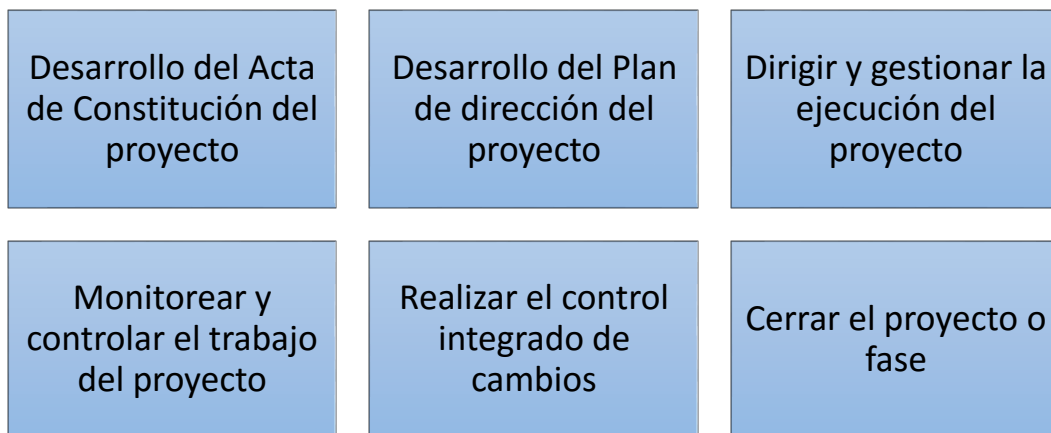 Desarrollo del Acta
de Constitución del
proyecto
Desarrollo del Plan
de dirección del
proyecto
Dirigir y gestionar la
ejecución del
proyecto
Monitorear y
controlar el trabajo
del proyecto
Realizar el control
integrado de
cambios
Cerrar el proyecto o
fase